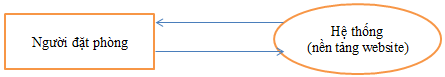 Người đặt phòng
Hệ thống
(nền tảng website)